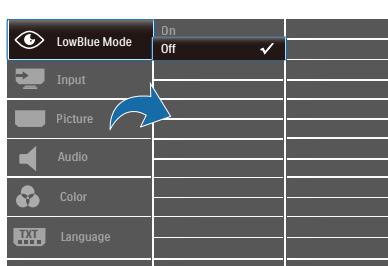 LowBlue Mode
On
Off
Input
Picture
Audio
Color
TXT
Language